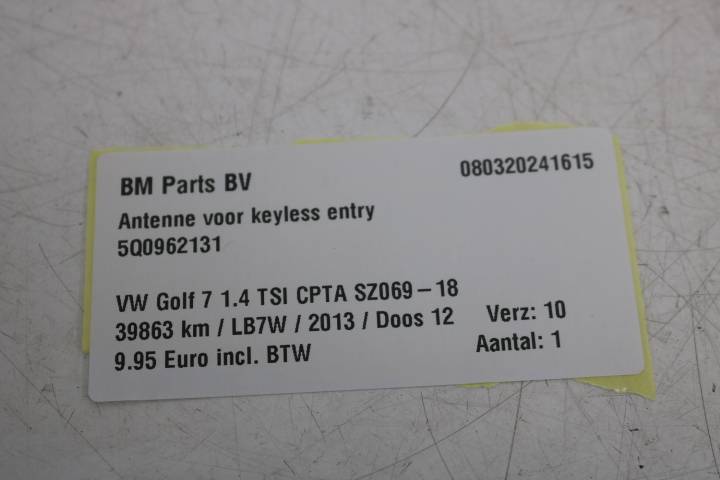 BM Parts BV 080320241615
Antenne voor keyless entry
5Q0962131
VW Golf 7 1.4 TSI CPTA SZ069-18
39863 km / LB7W / 2013 / Doos 12 Verz: 10
9.95 Euro incl. BTW Aantal: 1